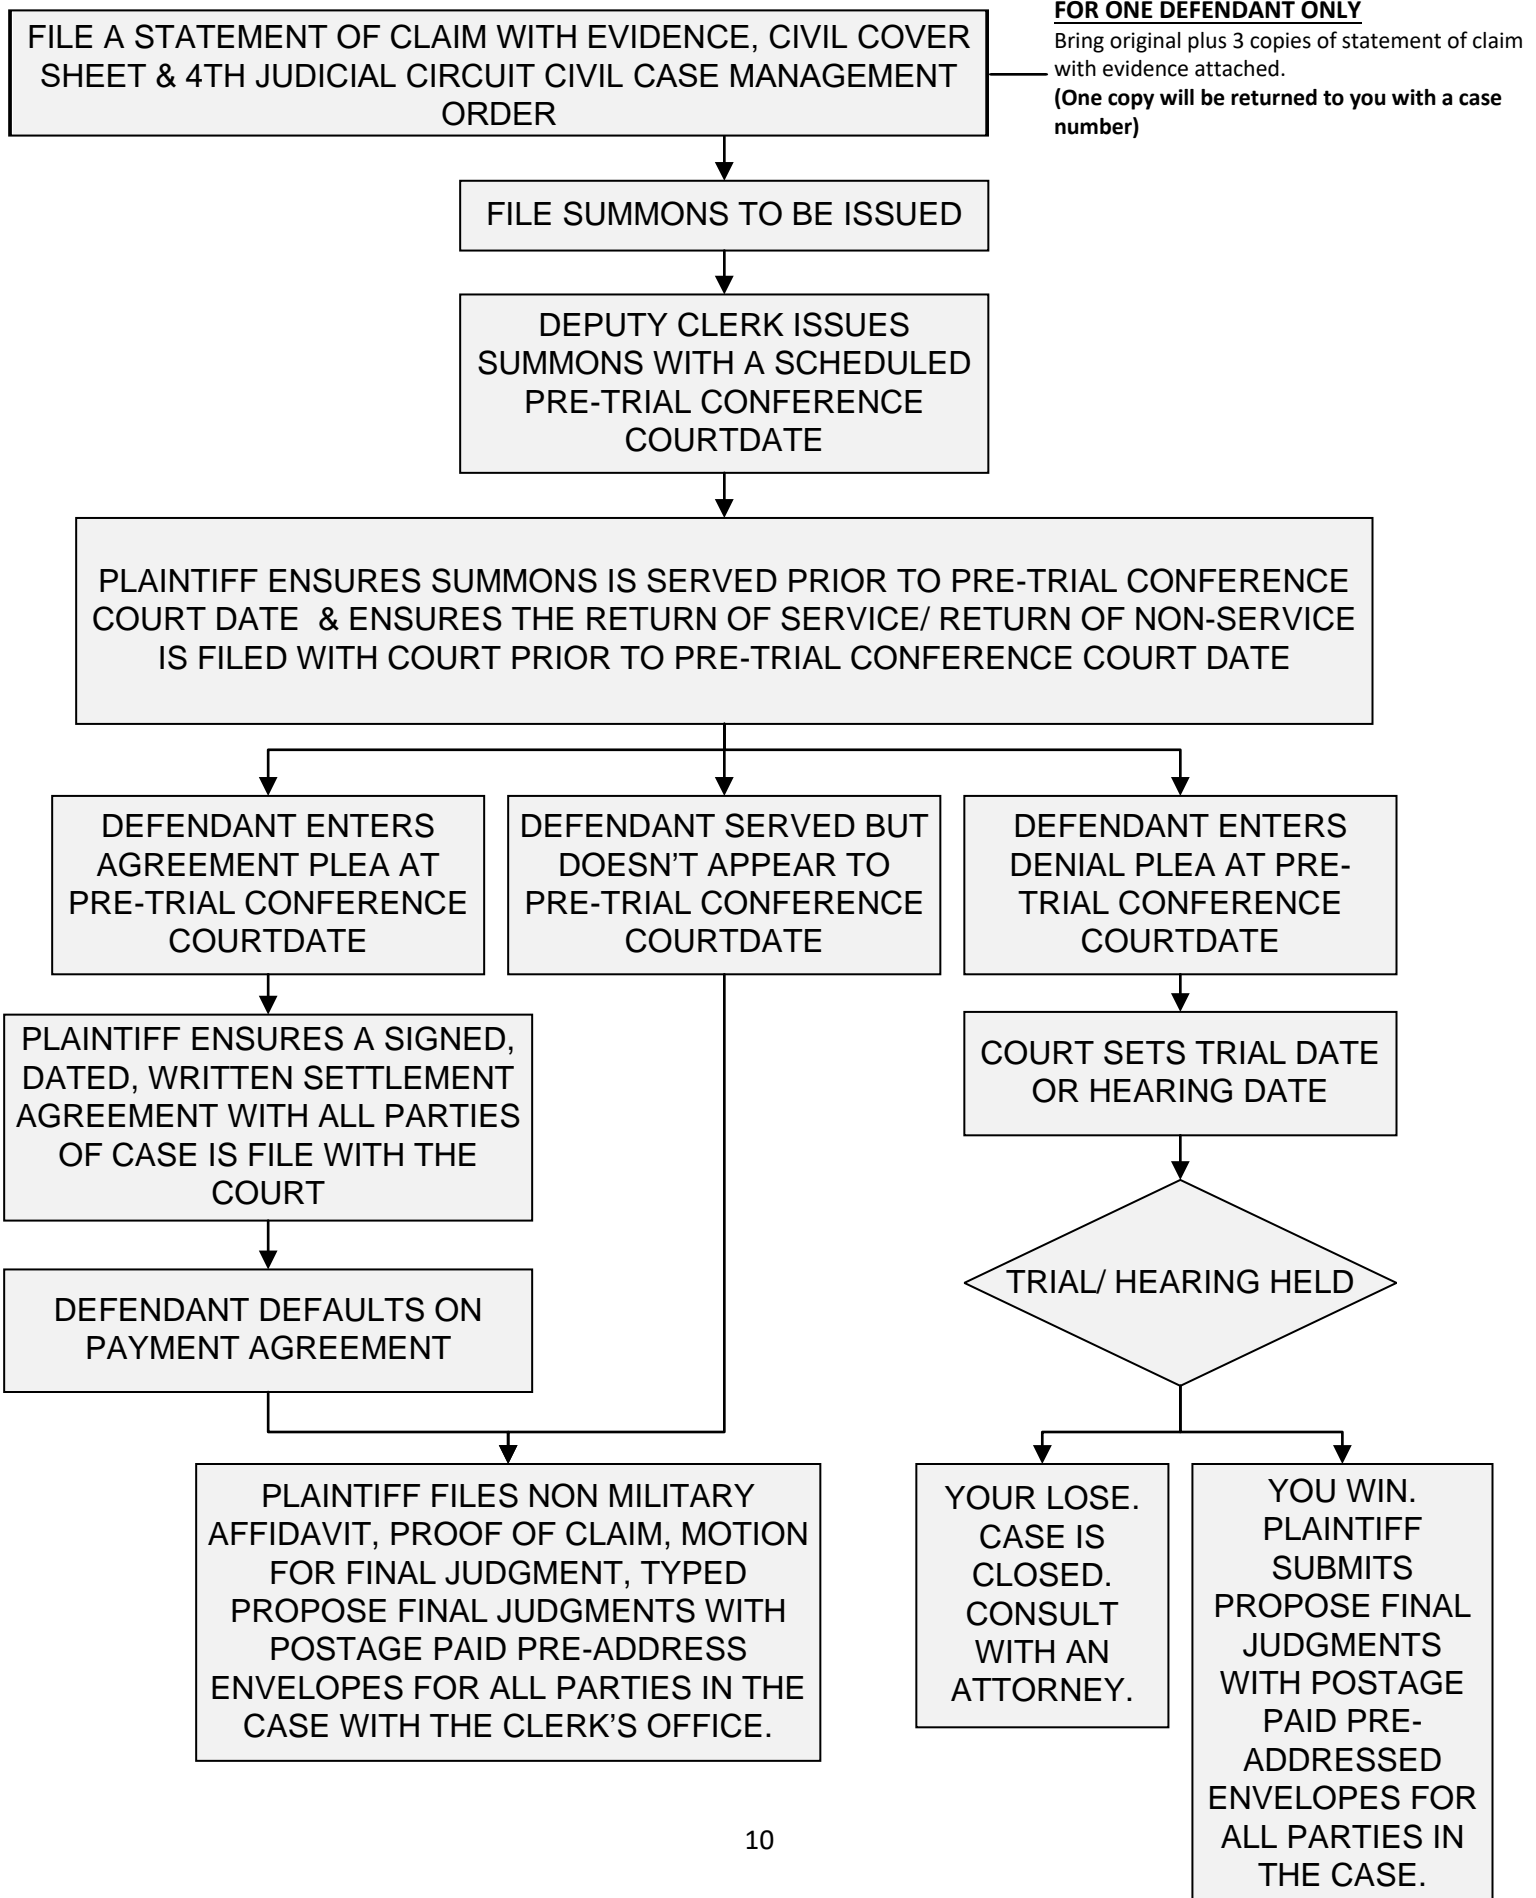 FOR ONE DEFENDANT ONLY
Bring original plus 3 copies of statement of claim
with evidence attached.
(One copy will be returned to you with a case
number)
FILE A STATEMENT OF CLAIM WITH EVIDENCE, CIVIL COVER
SHEET & 4TH JUDICIAL CIRCUIT CIVIL CASE MANAGEMENT
ORDER
FILE SUMMONS TO BE ISSUED
DEPUTY CLERK ISSUES
SUMMONS WITH A SCHEDULED
PRE-TRIAL CONFERENCE
COURTDATE
PLAINTIFF ENSURES SUMMONS IS SERVED PRIOR TO PRE-TRIAL CONFERENCE
COURT DATE & ENSURES THE RETURN OF SERVICE/ RETURN OF NON-SERVICE
IS FILED WITH COURT PRIOR TO PRE-TRIAL CONFERENCE COURT DATE
DEFENDANT ENTERS
AGREEMENT PLEA AT
PRE-TRIAL CONFERENCE
COURTDATE
DEFENDANT SERVED BUT
DOESN’T APPEAR TO
PRE-TRIAL CONFERENCE
COURTDATE
DEFENDANT ENTERS
DENIAL PLEA AT PRE-
TRIAL CONFERENCE
COURTDATE
PLAINTIFF ENSURES A SIGNED,
DATED, WRITTEN SETTLEMENT
AGREEMENT WITH ALL PARTIES
OF CASE IS FILE WITH THE
COURT
COURT SETS TRIAL DATE
OR HEARING DATE
DEFENDANT DEFAULTS ON
PAYMENT AGREEMENT
TRIAL/ HEARING HELD
PLAINTIFF FILES NON MILITARY
AFFIDAVIT, PROOF OF CLAIM, MOTION
FOR FINAL JUDGMENT, TYPED
PROPOSE FINAL JUDGMENTS WITH
POSTAGE PAID PRE-ADDRESS
ENVELOPES FOR ALL PARTIES IN THE
CASE WITH THE CLERK’S OFFICE.
YOUR LOSE.
CASE IS
CLOSED.
CONSULT
WITH AN
ATTORNEY.
YOU WIN.
PLAINTIFF
SUBMITS
PROPOSE FINAL
JUDGMENTS
WITH POSTAGE
PAID PRE-
ADDRESSED
ENVELOPES FOR
ALL PARTIES IN
THE CASE.
10